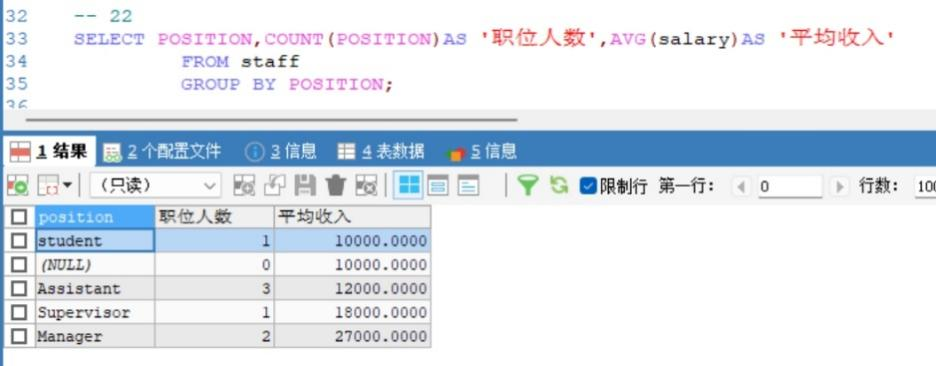 32 -- 22
33 SELECT POSITION,COUNT(POSITION)AS '职位人数',AVG(salary)AS '平均收入'
34 FROM staff
35 GROUP BY POSITION;
36
1 结果 2 个配置文件 3 信息 4 表数据 5 信息
（只读） 限制行 第一行： 0 行数： 100
position 职位人数 平均收入
student 1 10000.0000
(NULL) 0 10000.0000
Assistant 3 12000.0000
Supervisor 1 18000.0000
Manager 2 27000.0000